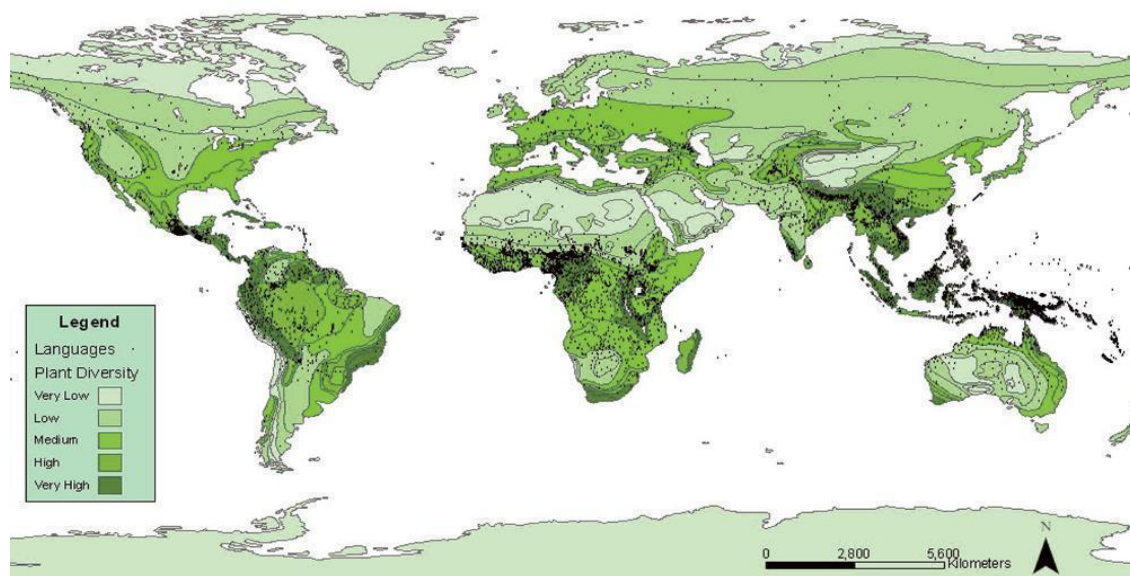 Legend
Languages
Plant Diversity
Very Low
Low
Medium
High
Very High
N
0 2,800 5,600
Kilometers